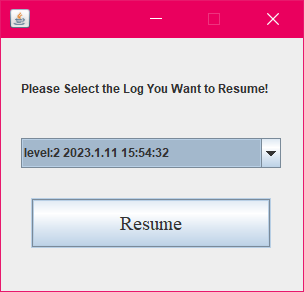 Please Select the Log You Want to Resume!
level:2 2023.1.11 15:54:32
Resume